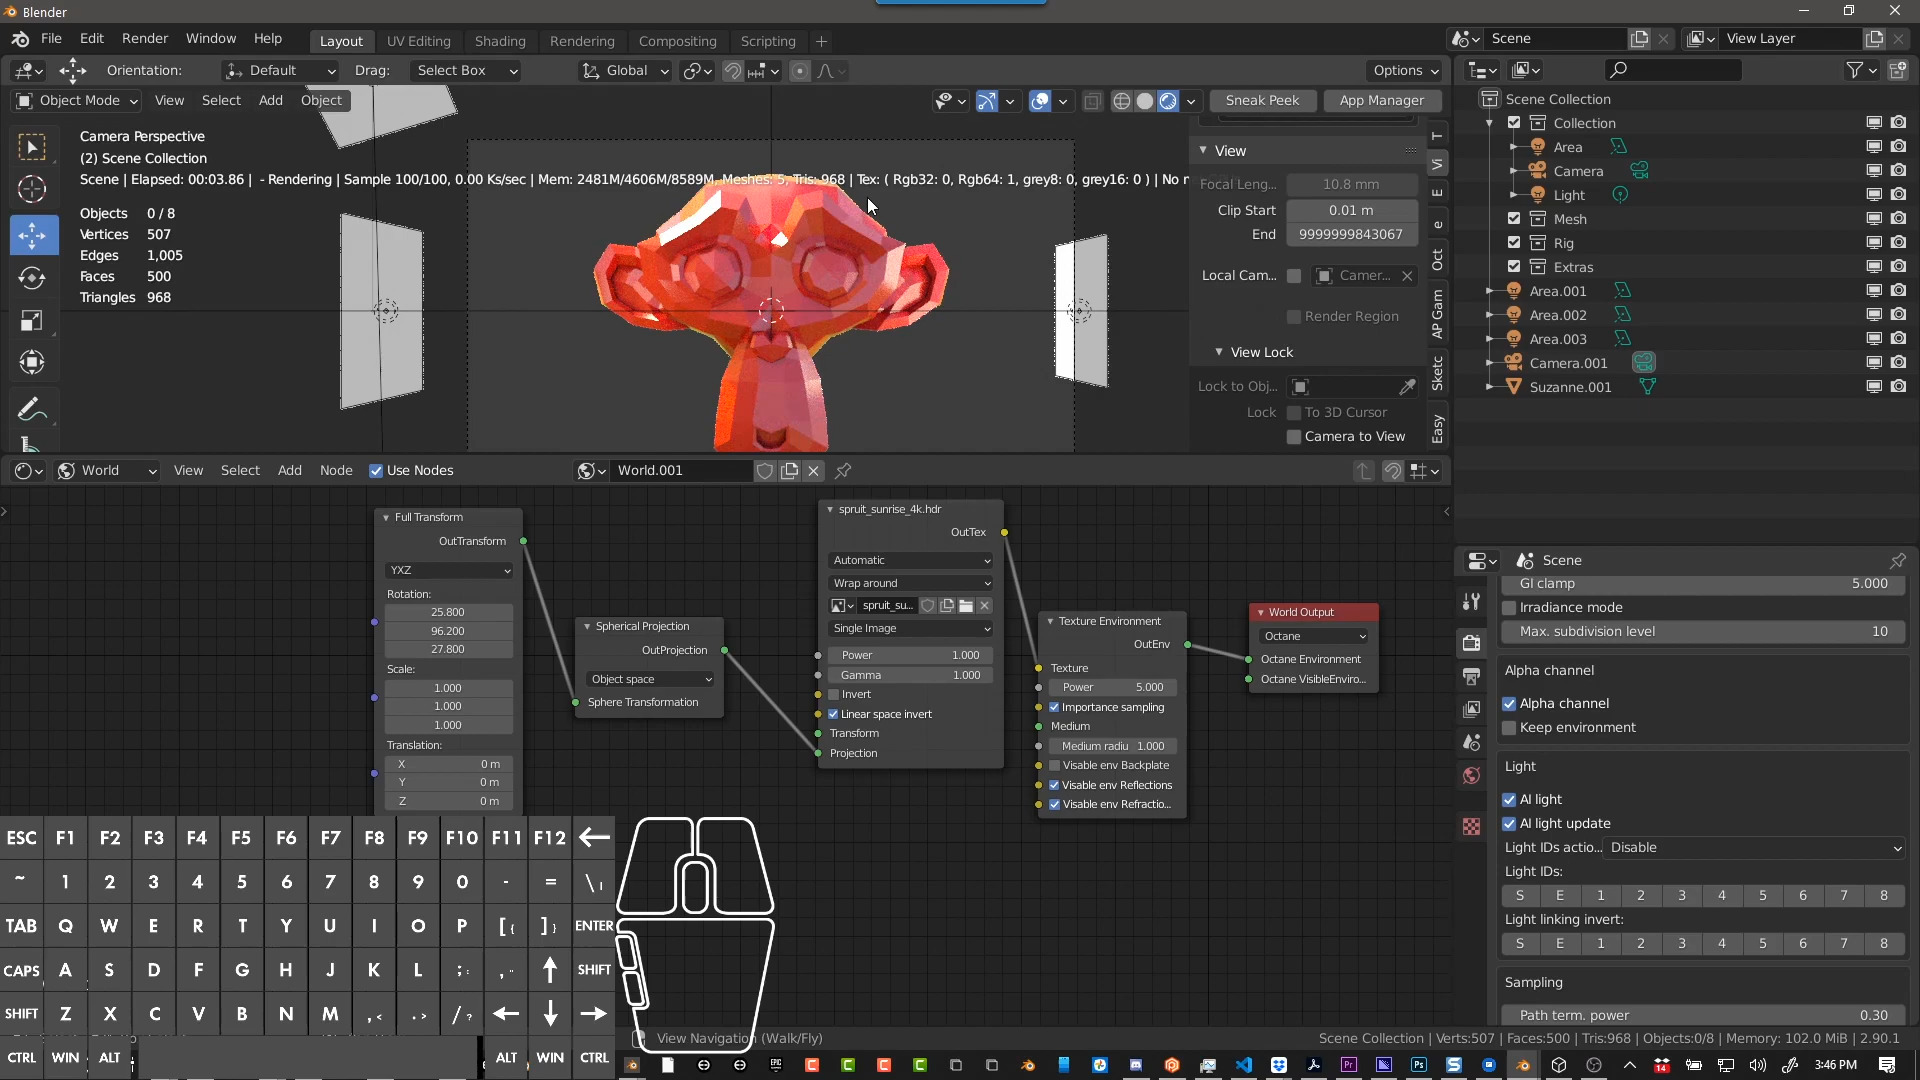 Blender
File Edit Render Window Help Layout UV Editing Shading Rendering Compositing Scripting + Scene View Layer
Orientation: Default Drag: Select Box Global Options
Object Mode View Select Add Object Sneak Peek App Manager
Camera Perspective
(2) Scene Collection
Scene | Elapsed: 00:03.86 | - Rendering | Sample 100/100, 0.00 Ks/sec | Mem: 2481M/4606M/8589M, Meshes: 5, Tris: 968 | Tex: ( Rgb32: 0, Rgb64: 1, grey8: 0, grey16: 0 ) | No
Objects 0 / 8
Vertices 507
Edges 1,005
Faces 500
Triangles 968
View
Focal Leng... 10.8 mm
Clip Start 0.01 m
End 9999999843067
Local Cam... Camer...
Render Region
View Lock
Lock to Obj...
Lock To 3D Cursor
Camera to View
T
Vi
E
e
Oct
AP Gam
Sketc
Easy
Scene Collection
Collection
Area
Camera
Light
Mesh
Rig
Extras
Area.001
Area.002
Area.003
Camera.001
Suzanne.001
World View Select Add Node Use Nodes World.001
Full Transform
OutTransform
YXZ
Rotation:
25.800
96.200
27.800
Scale:
1.000
1.000
1.000
Translation:
X 0 m
Y 0 m
Z 0 m
Spherical Projection
OutProjection
Object space
Sphere Transformation
spruit_sunrise_4k.hdr
OutTex
Automatic
Wrap around
spruit_su...
Single Image
Power 1.000
Gamma 1.000
Invert
Linear space invert
Transform
Projection
Texture Environment
OutEnv
Texture
Power 5.000
Importance sampling
Medium
Medium radiu 1.000
Visable env Backplate
Visable env Reflections
Visable env Refractio...
World Output
Octane
Octane Environment
Octane VisibleEnviro...
Scene
GI clamp 5.000
Irradiance mode
Max. subdivision level 10
Alpha channel
Alpha channel
Keep environment
Light
AI light
AI light update
Light IDs actio... Disable
Light IDs:
S E 1 2 3 4 5 6 7 8
Light linking invert:
S E 1 2 3 4 5 6 7 8
Sampling
Path term. power 0.30
ESC F1 F2 F3 F4 F5 F6 F7 F8 F9 F10 F11 F12 ←
~ 1 2 3 4 5 6 7 8 9 0 - = \ |
TAB Q W E R T Y U I O P [ { ] } ENTER
CAPS A S D F G H J K L ; : , " ↑ SHIFT
SHIFT Z X C V B N M , < . > / ? ← ↓ →
CTRL WIN ALT ALT WIN CTRL
View Navigation (Walk/Fly)
Scene Collection | Verts:507 | Faces:500 | Tris:968 | Objects:0/8 | Memory: 102.0 MiB | 2.90.1
EPIC Pr Ps S 14 3:46 PM